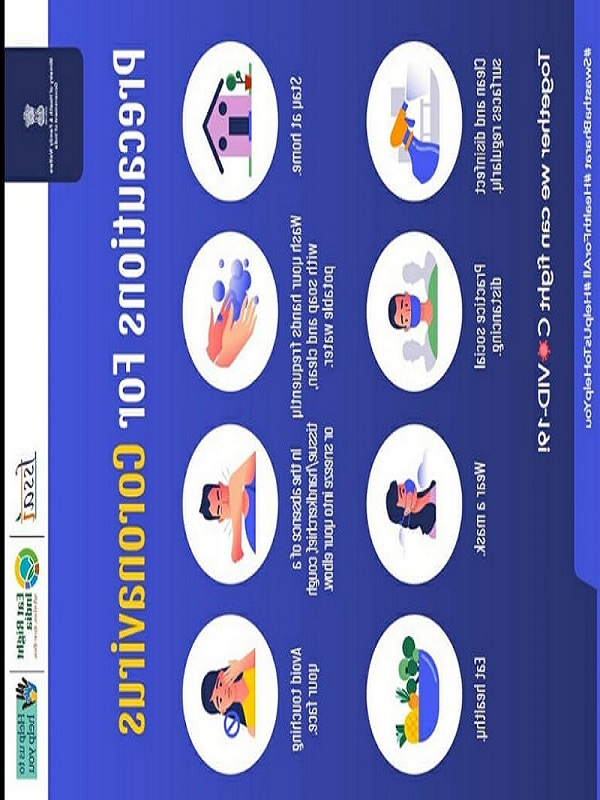 Ministry of Health & Family Welfare
Government of India
fssai
Eat Right
India
Help us to
help you
Precautions For Coronavirus
Stay at home.
Wash your hands frequently
with soap and clean,
potable water.
In the absence of a
tissue/handkerchief, cough
or sneeze into your elbow.
Avoid touching
your face.
Clean and disinfect
surfaces regularly.
Practice social
distancing.
Wear a mask.
Eat healthy.
Together we can fight COVID-19!
#SwasthaBharat #HealthForAll #HelpUsToHelpYou